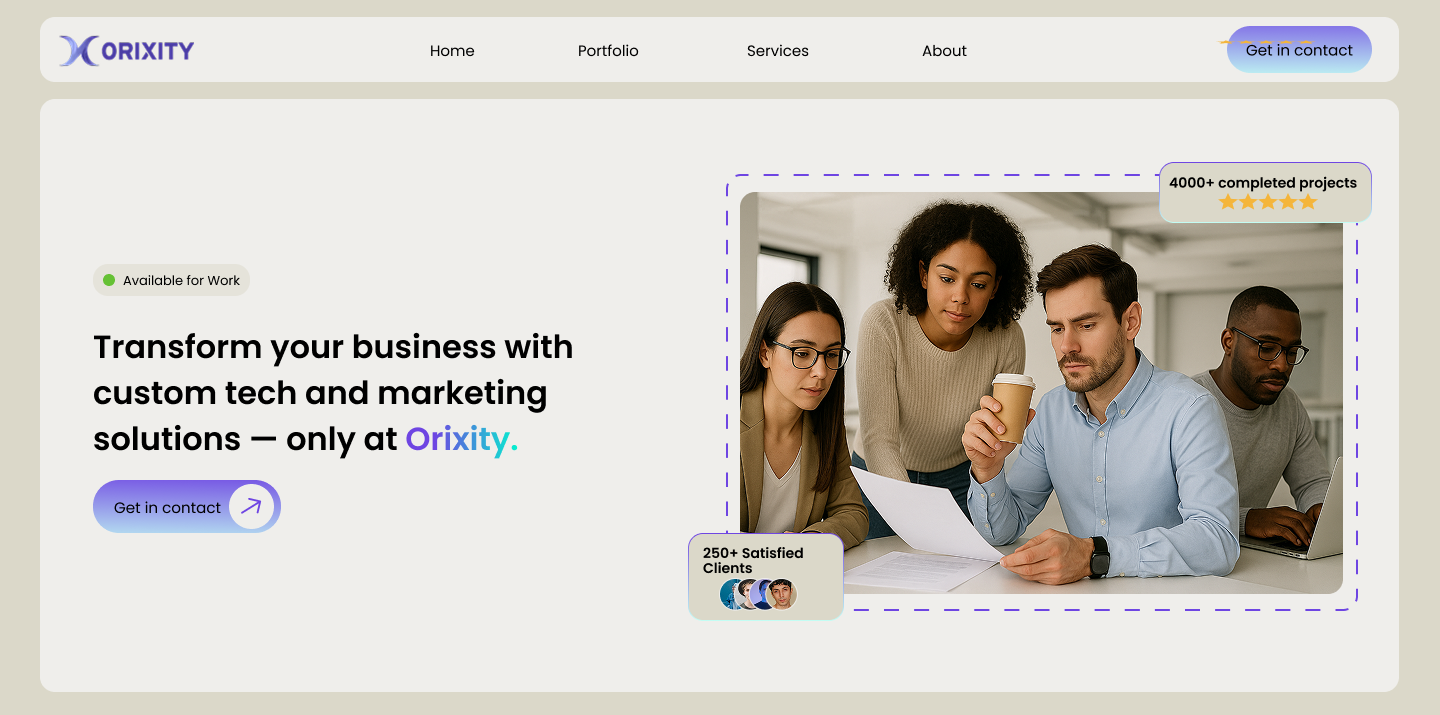 ORIXITY
Home
Portfolio
Services
About
Get in contact
4000+ completed projects
Available for Work
Transform your business with
custom tech and marketing
solutions — only at Orixity.
Get in contact
250+ Satisfied
Clients